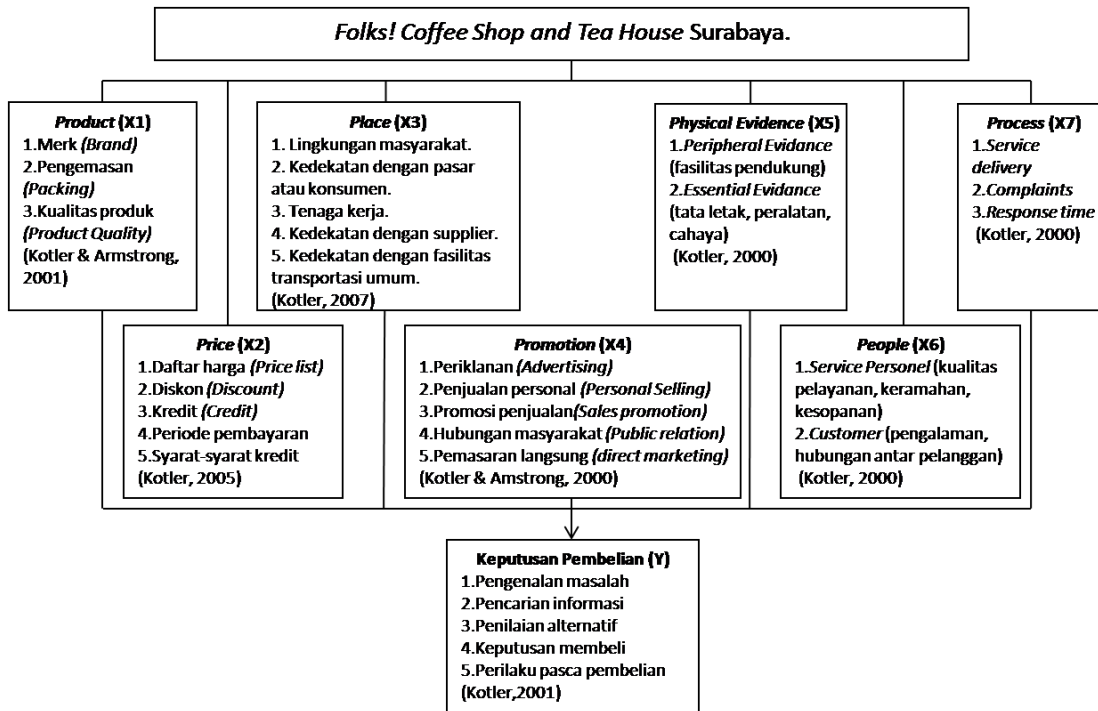 Folks! Coffee Shop and Tea House Surabaya.
Product (X1)
1.Merk (Brand)
2.Pengemasan
(Packing)
3.Kualitas produk
(Product Quality)
(Kotler & Armstrong,
2001)
Place (X3)
1. Lingkungan masyarakat.
2. Kedekatan dengan pasar
atau konsumen.
3. Tenaga kerja.
4. Kedekatan dengan supplier.
5. Kedekatan dengan fasilitas
transportasi umum.
(Kotler, 2007)
Physical Evidence (X5)
1.Peripheral Evidence
(fasilitas pendukung)
2.Essential Evidence
(tata letak, peralatan,
cahaya)
(Kotler, 2000)
Process (X7)
1.Service
delivery
2.Complaints
3.Response time
(Kotler, 2000)
Price (X2)
1.Daftar harga (Price list)
2.Diskon (Discount)
3.Kredit (Credit)
4.Periode pembayaran
5.Syarat-syarat kredit
(Kotler, 2005)
Promotion (X4)
1.Periklanan (Advertising)
2.Penjualan personal (Personal Selling)
3.Promosi penjualan(Sales promotion)
4.Hubungan masyarakat (Public relation)
5.Pemasaran langsung (direct marketing)
(Kotler & Amstrong, 2000)
People (X6)
1.Service Personel (kualitas
pelayanan, keramahan,
kesopanan)
2.Customer (pengalaman,
hubungan antar pelanggan)
(Kotler, 2000)
Keputusan Pembelian (Y)
1.Pengenalan masalah
2.Pencarian informasi
3.Penilaian alternatif
4.Keputusan membeli
5.Perilaku pasca pembelian
(Kotler,2001)